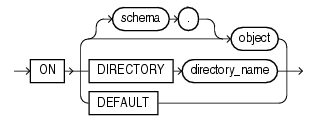 schema .
object
ON DIRECTORY directory_name
DEFAULT